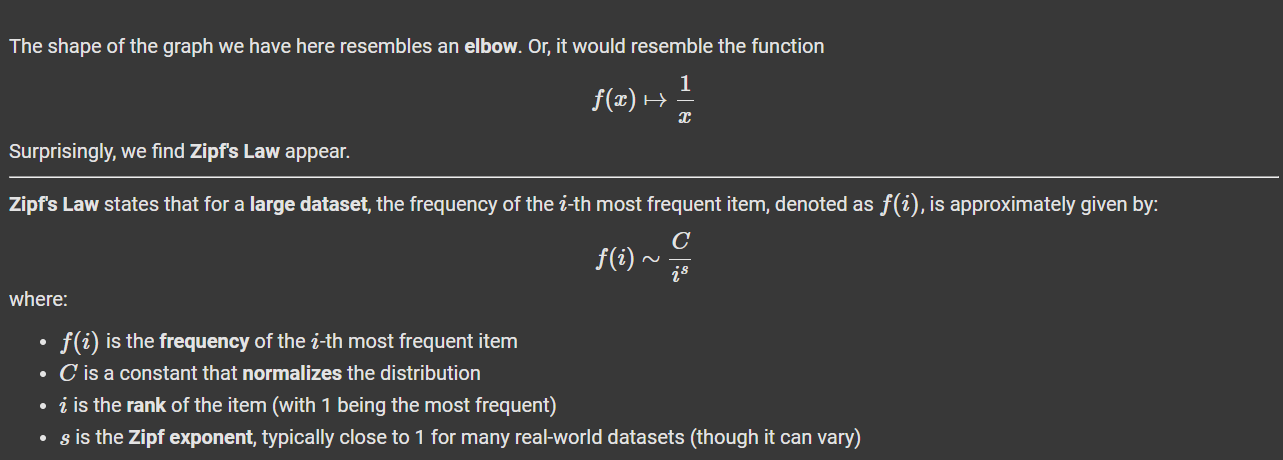 The shape of the graph we have here resembles an elbow. Or, it would resemble the function
f(x) ↦ 1/x
Surprisingly, we find Zipf's Law appear.
Zipf's Law states that for a large dataset, the frequency of the i-th most frequent item, denoted as f(i), is approximately given by:
f(i) ∼ C/i^s
where:
• f(i) is the frequency of the i-th most frequent item
• C is a constant that normalizes the distribution
• i is the rank of the item (with 1 being the most frequent)
• s is the Zipf exponent, typically close to 1 for many real-world datasets (though it can vary)